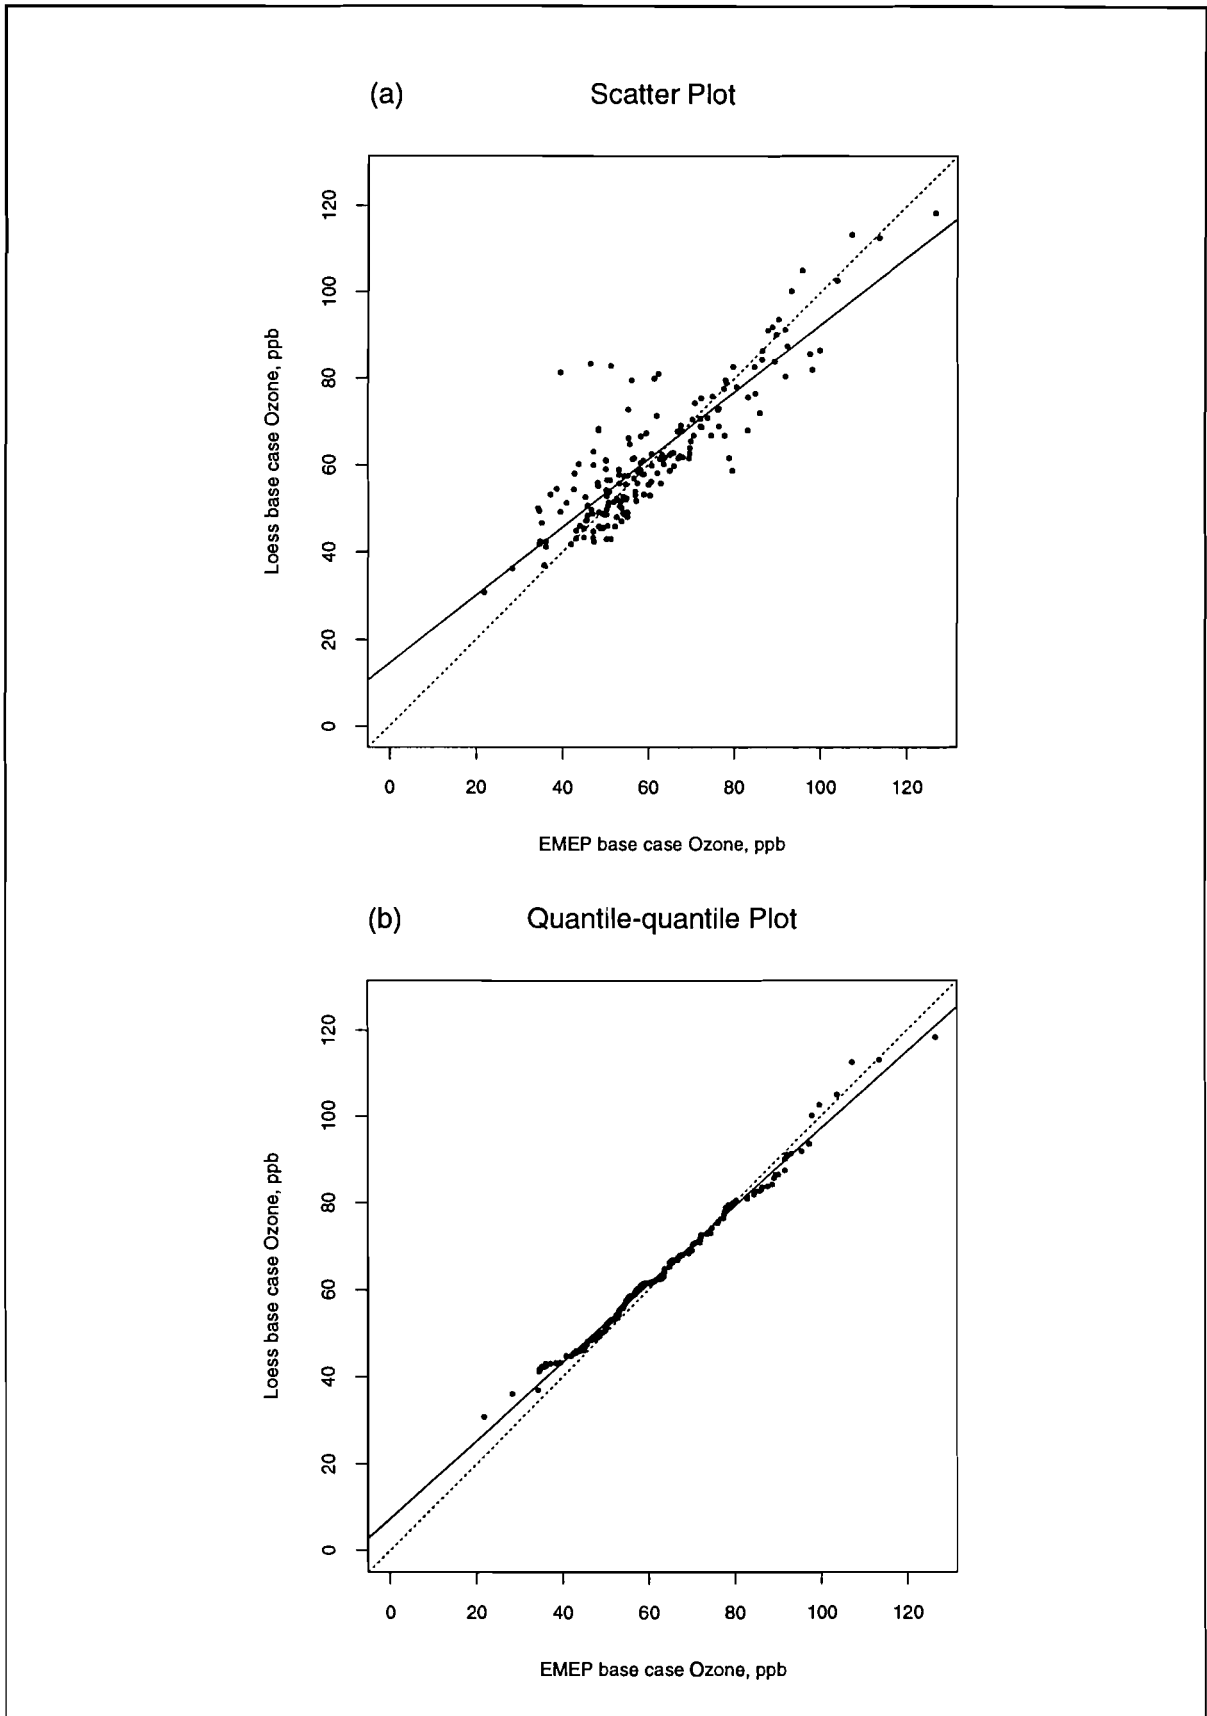 (a) Scatter Plot
120
100
80
60
40
20
0
Loess base case Ozone, ppb
0 20 40 60 80 100 120
EMEP base case Ozone, ppb
(b) Quantile-quantile Plot
120
100
80
60
40
20
0
Loess base case Ozone, ppb
0 20 40 60 80 100 120
EMEP base case Ozone, ppb